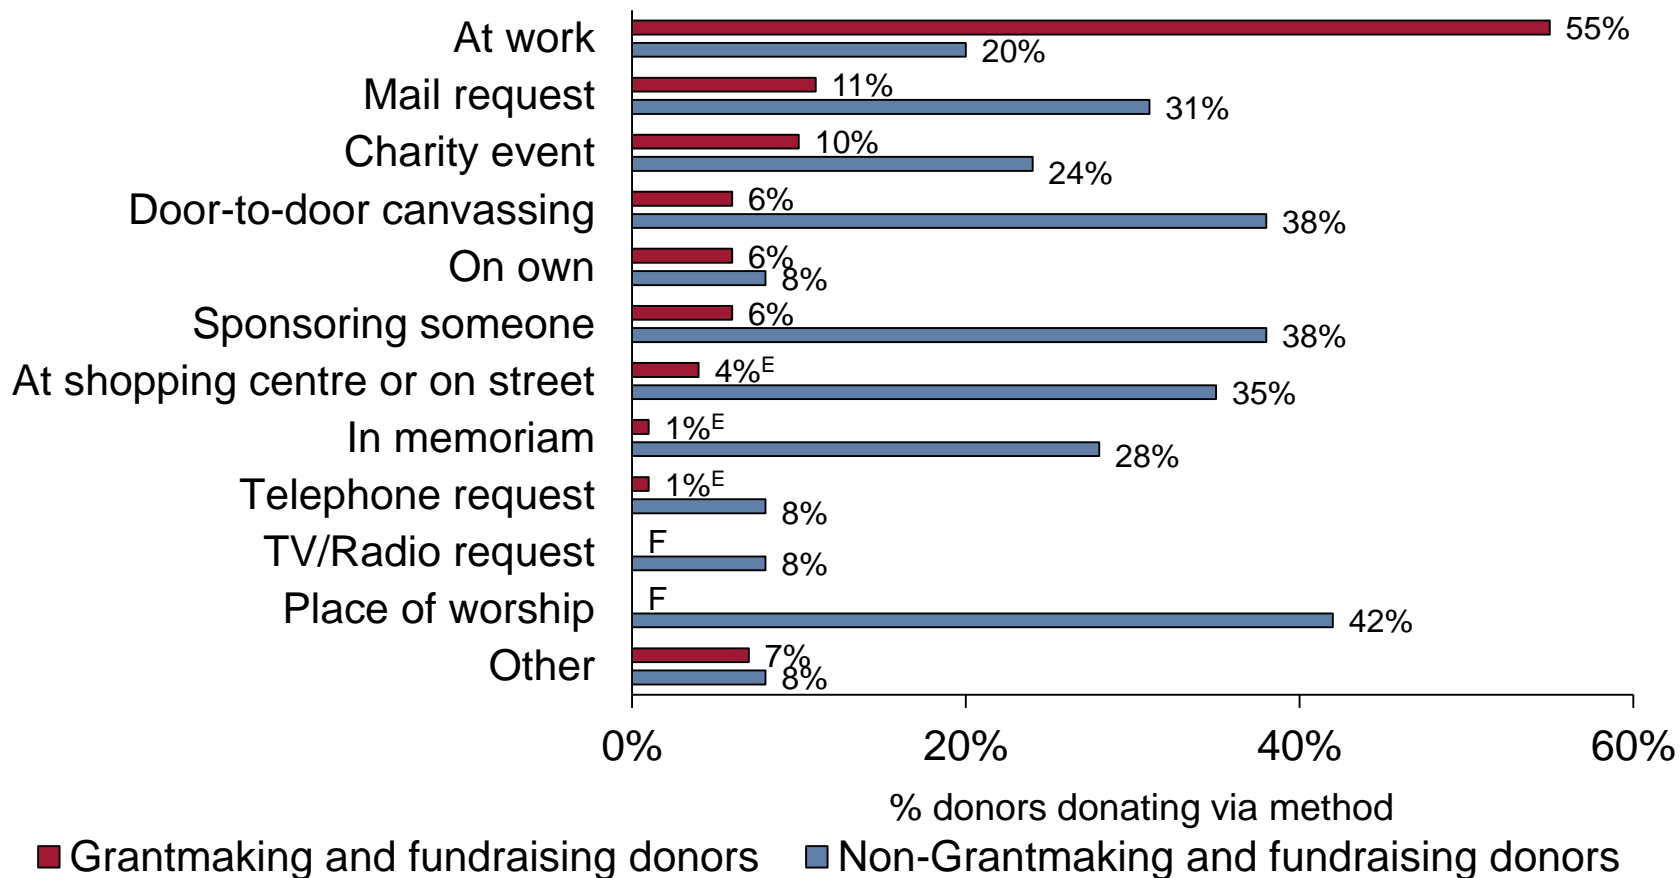 At work
55%
20%
Mail request
11%
31%
Charity event
10%
24%
Door-to-door canvassing
6%
38%
On own
6%
8%
Sponsoring someone
6%
38%
At shopping centre or on street
4%E
35%
In memoriam
1%E
28%
Telephone request
1%E
8%
TV/Radio request
F
8%
Place of worship
F
42%
Other
7%
8%
0% 20% 40% 60%
% donors donating via method
Grantmaking and fundraising donors Non-Grantmaking and fundraising donors